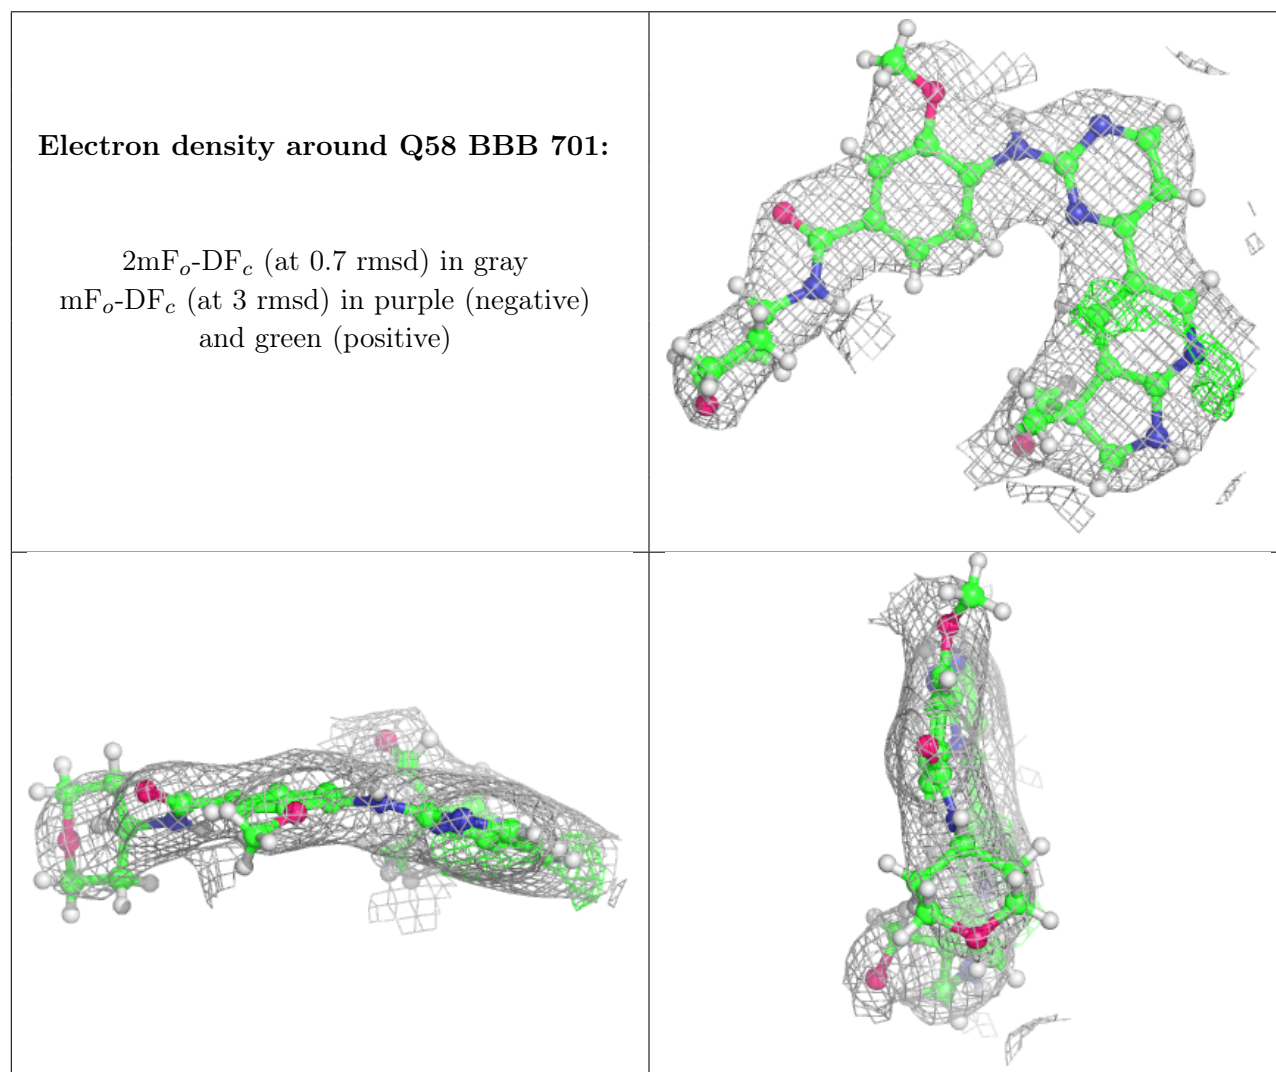 Electron density around Q58 BBB 701:
2mFo-DFc (at 0.7 rmsd) in gray
mFo-DFc (at 3 rmsd) in purple (negative)
and green (positive)